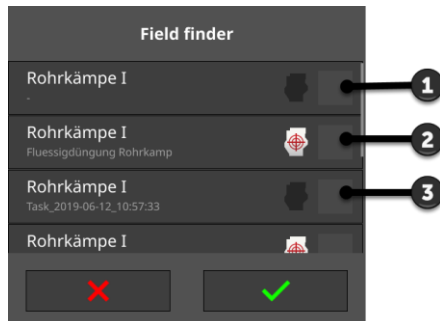 Field finder
Rohrkämpe I
-
1
Rohrkämpe I
Fluessigdüngung Rohrkamp
2
Rohrkämpe I
Task_2019-06-12_10:57:33
3
Rohrkämpe I